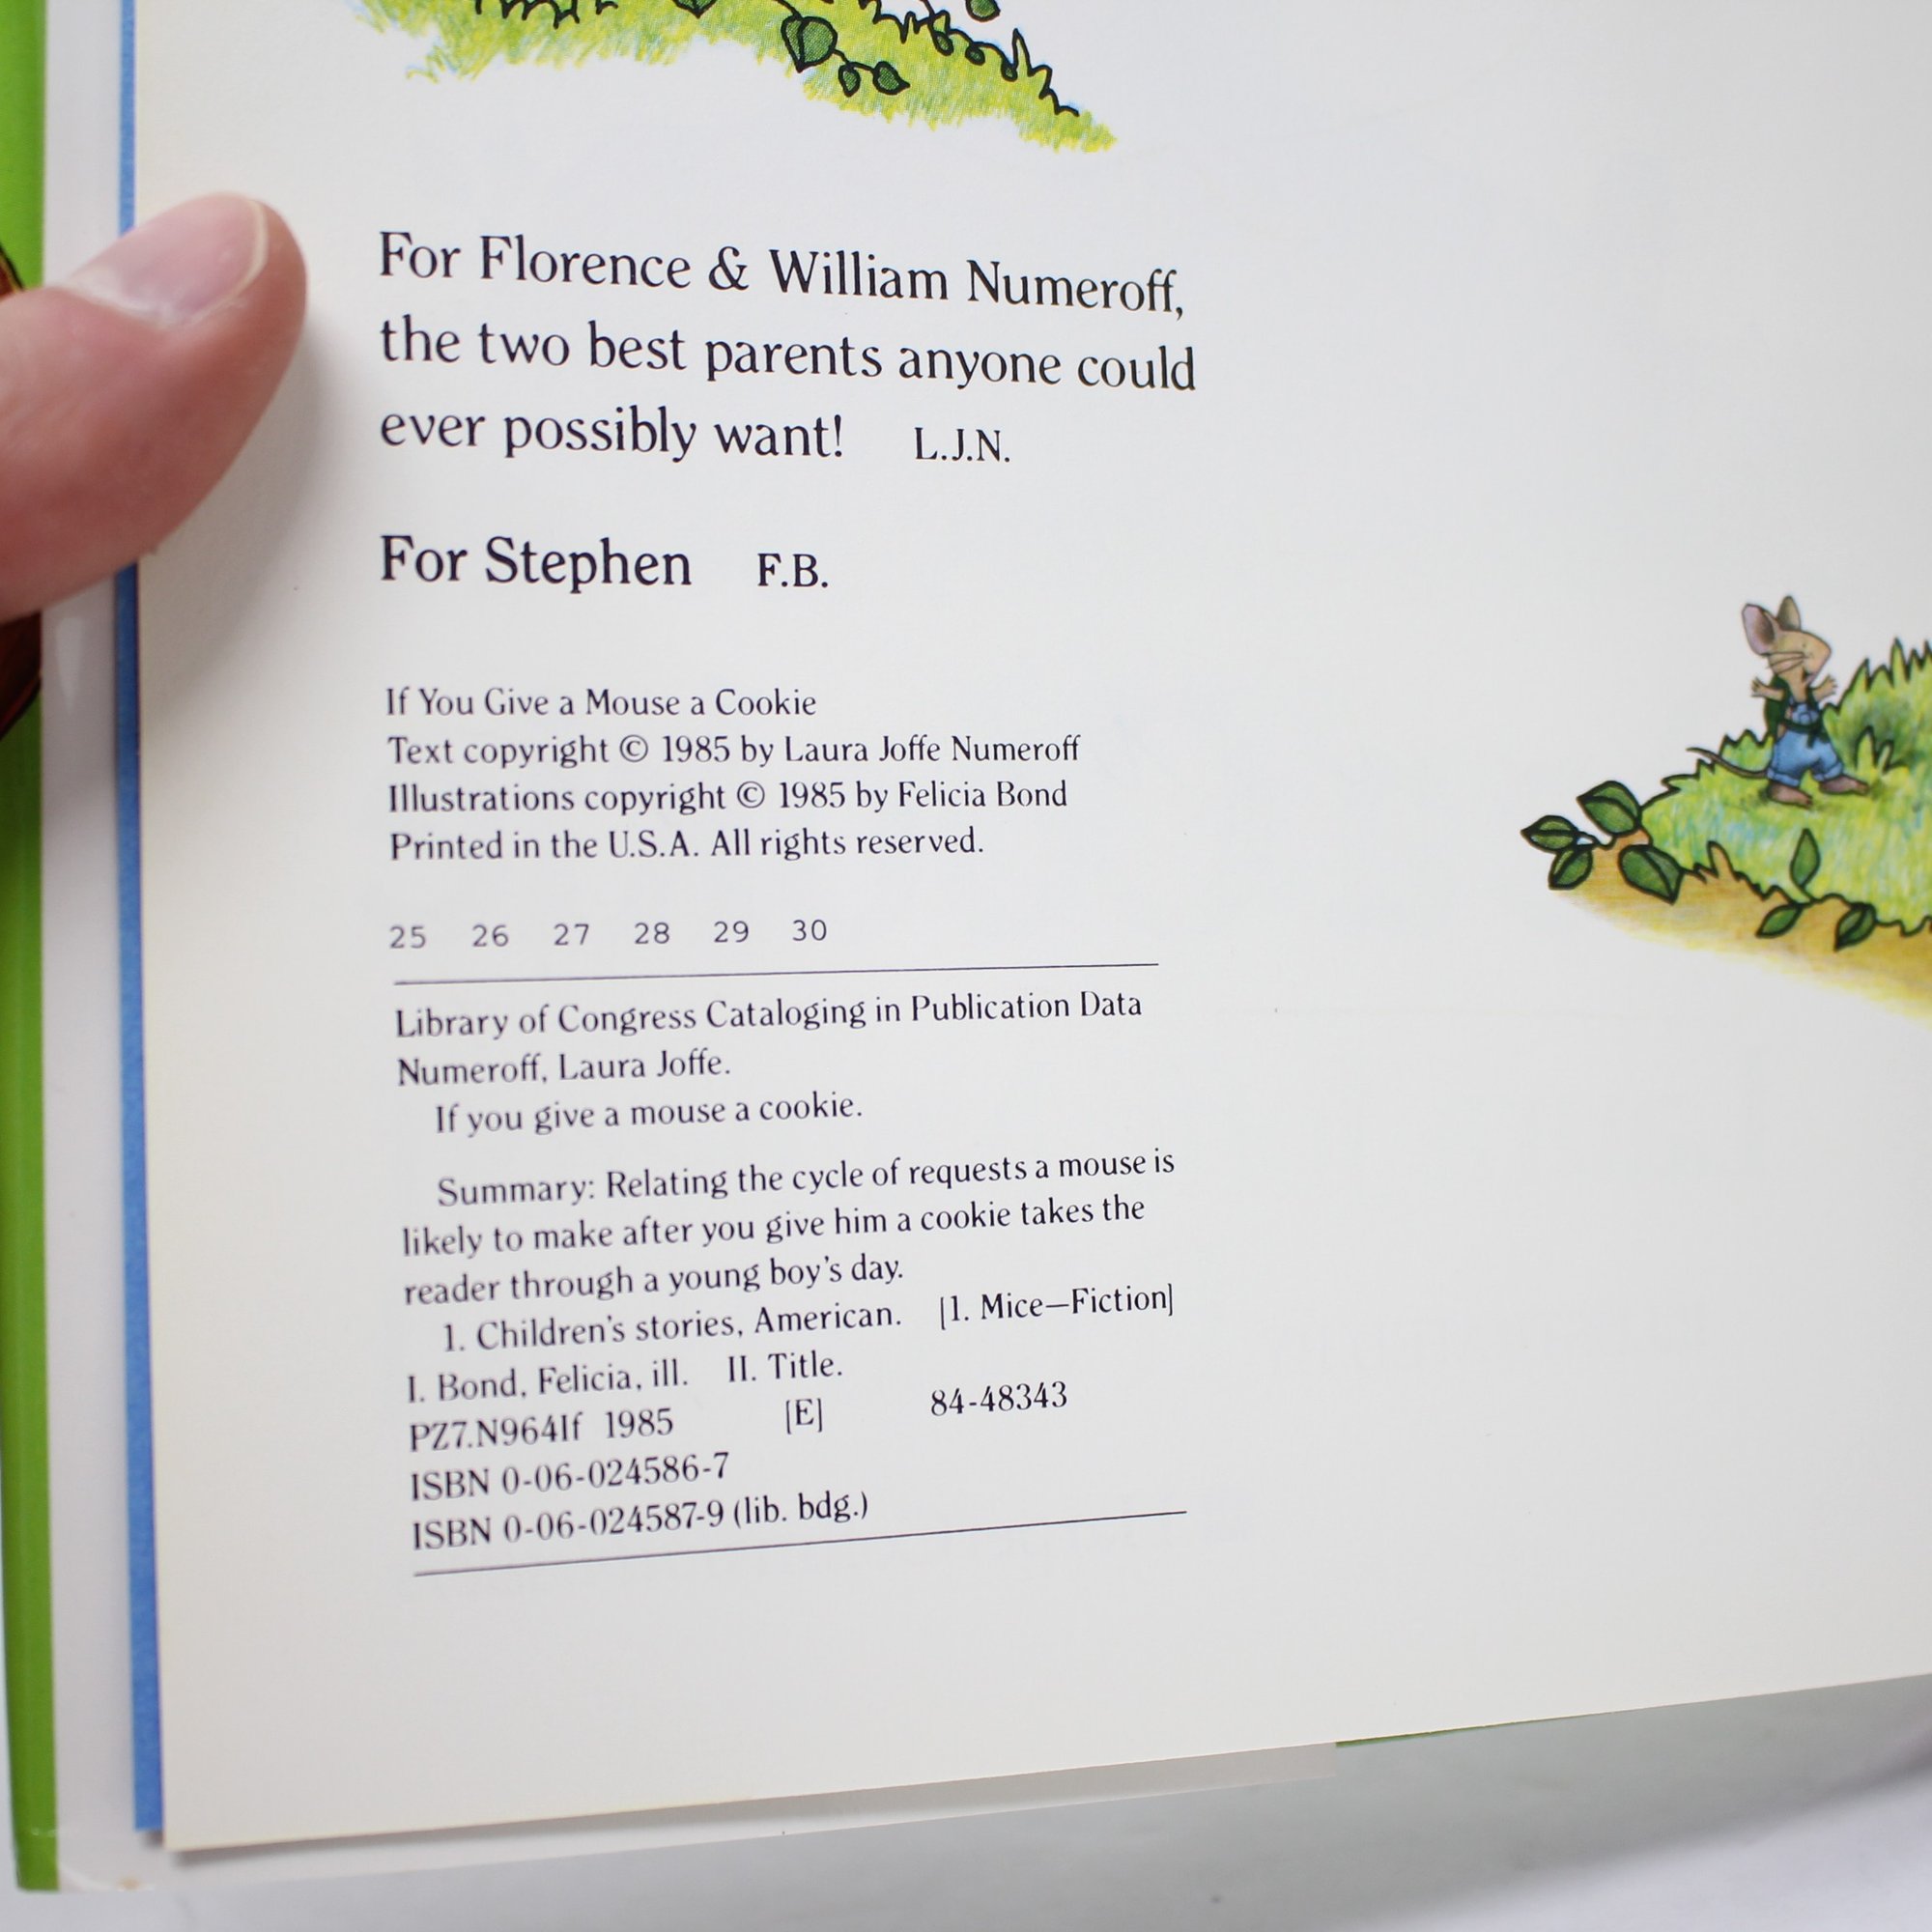 For Florence & William Numeroff,
the two best parents anyone could
ever possibly want! L.J.N.
For Stephen F.B.
If You Give a Mouse a Cookie
Text copyright © 1985 by Laura Joffe Numeroff
Illustrations copyright © 1985 by Felicia Bond
Printed in the U.S.A. All rights reserved.
25 26 27 28 29 30
Library of Congress Cataloging in Publication Data
Numeroff, Laura Joffe.
If you give a mouse a cookie.
Summary: Relating the cycle of requests a mouse is
likely to make after you give him a cookie takes the
reader through a young boy's day.
1. Children's stories, American. [1. Mice—Fiction]
I. Bond, Felicia, ill. II. Title.
PZ7.N964If 1985 [E] 84-48343
ISBN 0-06-024586-7
ISBN 0-06-024587-9 (lib. bdg.)